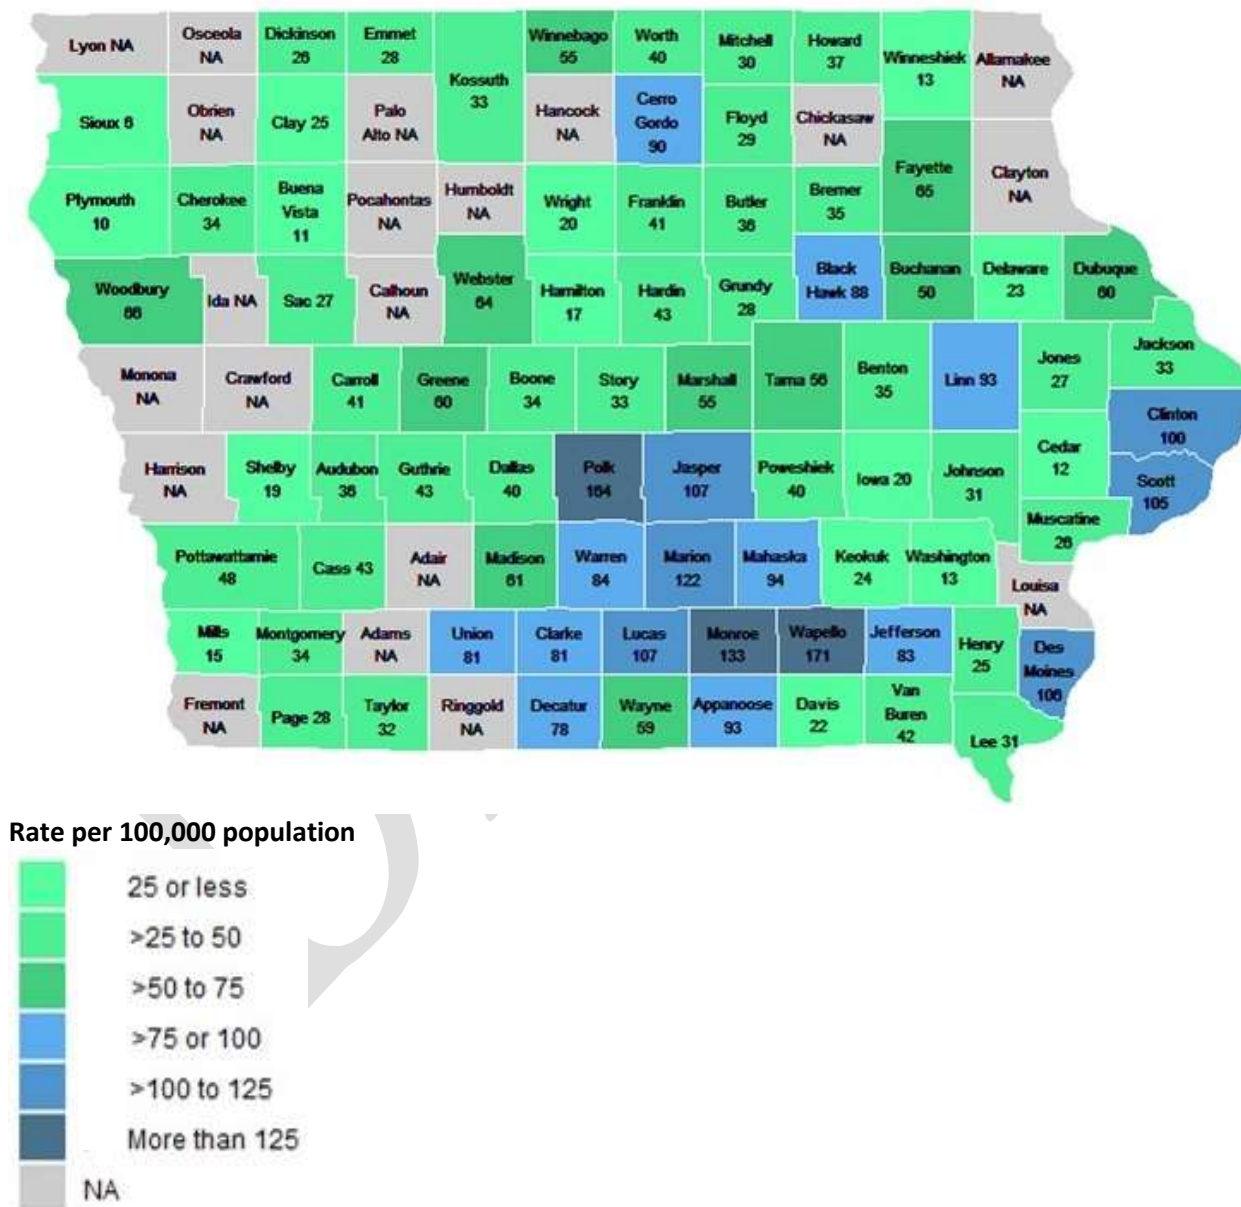 Lyon NA
Osceola
NA
Dickinson
26
Emmet
28
Kossuth
33
Winnebago
55
Worth
40
Mitchell
30
Howard
37
Winneshiek
13
Allamakee
NA
Sioux 6
Obrien
NA
Clay 25
Palo
Alto NA
Hancock
NA
Cerro
Gordo
90
Floyd
29
Chickasaw
NA
Fayette
65
Clayton
NA
Plymouth
10
Cherokee
34
Buena
Vista
11
Pocahontas
NA
Humboldt
NA
Wright
20
Franklin
41
Butler
36
Bremer
35
Woodbury
66
Ida NA
Sac 27
Calhoun
NA
Webster
64
Hamilton
17
Hardin
43
Grundy
28
Black
Hawk 88
Buchanan
50
Delaware
23
Dubuque
60
Monona
NA
Crawford
NA
Carroll
41
Greene
60
Boone
34
Story
33
Marshall
55
Tama 56
Benton
35
Linn 93
Jones
27
Jackson
33
Clinton
100
Harrison
NA
Shelby
19
Audubon
36
Guthrie
43
Dallas
40
Polk
164
Jasper
107
Poweshiek
40
Iowa 20
Johnson
31
Cedar
12
Scott
105
Muscatine
26
Pottawattamie
48
Cass 43
Adair
NA
Madison
61
Warren
84
Marion
122
Mahaska
94
Keokuk
24
Washington
13
Louisa
NA
Mills
15
Montgomery
34
Adams
NA
Union
81
Clarke
81
Lucas
107
Monroe
133
Wapello
171
Jefferson
83
Henry
25
Des
Moines
106
Fremont
NA
Page 28
Taylor
32
Ringgold
NA
Decatur
78
Wayne
59
Appanoose
93
Davis
22
Van
Buren
42
Lee 31
Rate per 100,000 population
25 or less
>25 to 50
>50 to 75
>75 or 100
>100 to 125
More than 125
NA